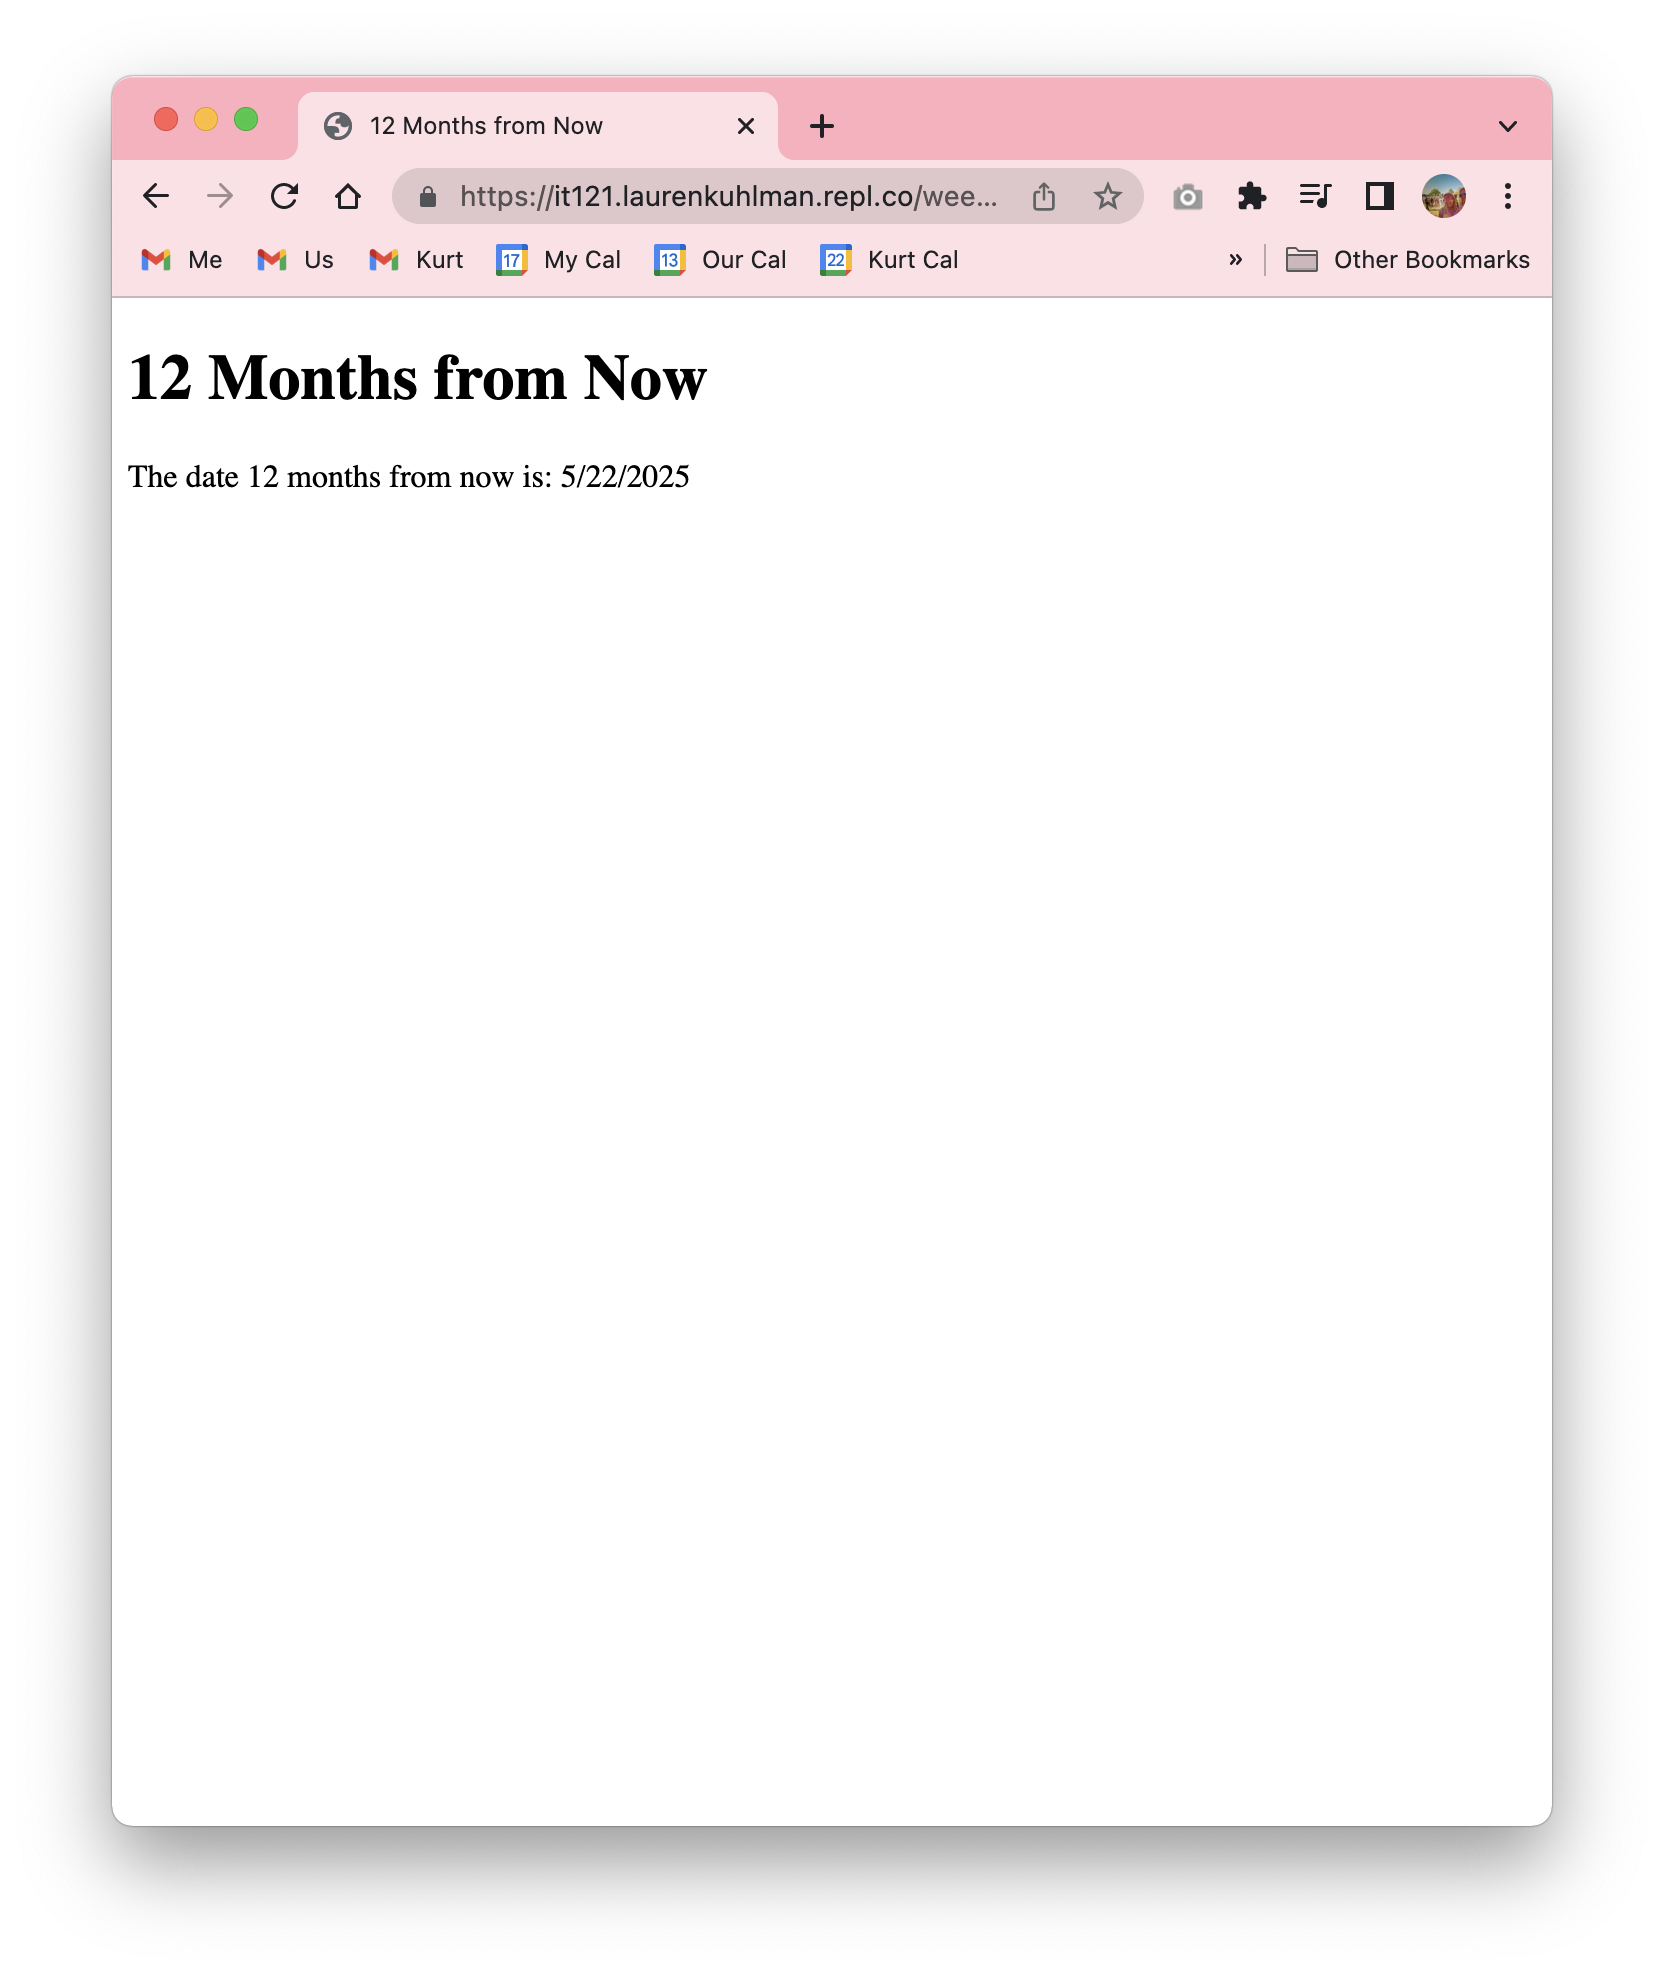 12 Months from Now
https://it121.laurenkuhlman.repl.co/wee...
Me Us Kurt 17 My Cal 13 Our Cal 22 Kurt Cal » Other Bookmarks
12 Months from Now
The date 12 months from now is: 5/22/2025